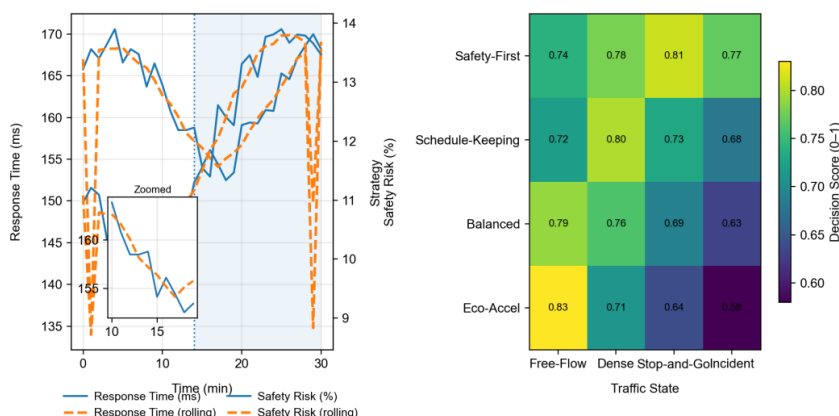 Response Time (ms)
170
165
160
155
150
145
140
135
14
13
12
11
10
9
Strategy
Safety Risk (%)
Zoomed
160
155
10
15
0
10
20
30
Time (min)
Response Time (ms)
Safety Risk (%)
Response Time (rolling)
Safety Risk (rolling)
Safety-First
0.74 0.78 0.81 0.77
Schedule-Keeping
0.72 0.80 0.73 0.68
Balanced
0.79 0.76 0.69 0.63
Eco-Accel
0.83 0.71 0.64 0.58
Free-Flow Dense Stop-and-Go Incident
Traffic State
0.80
0.75
0.70
0.65
0.60
Decision Score (0–1)